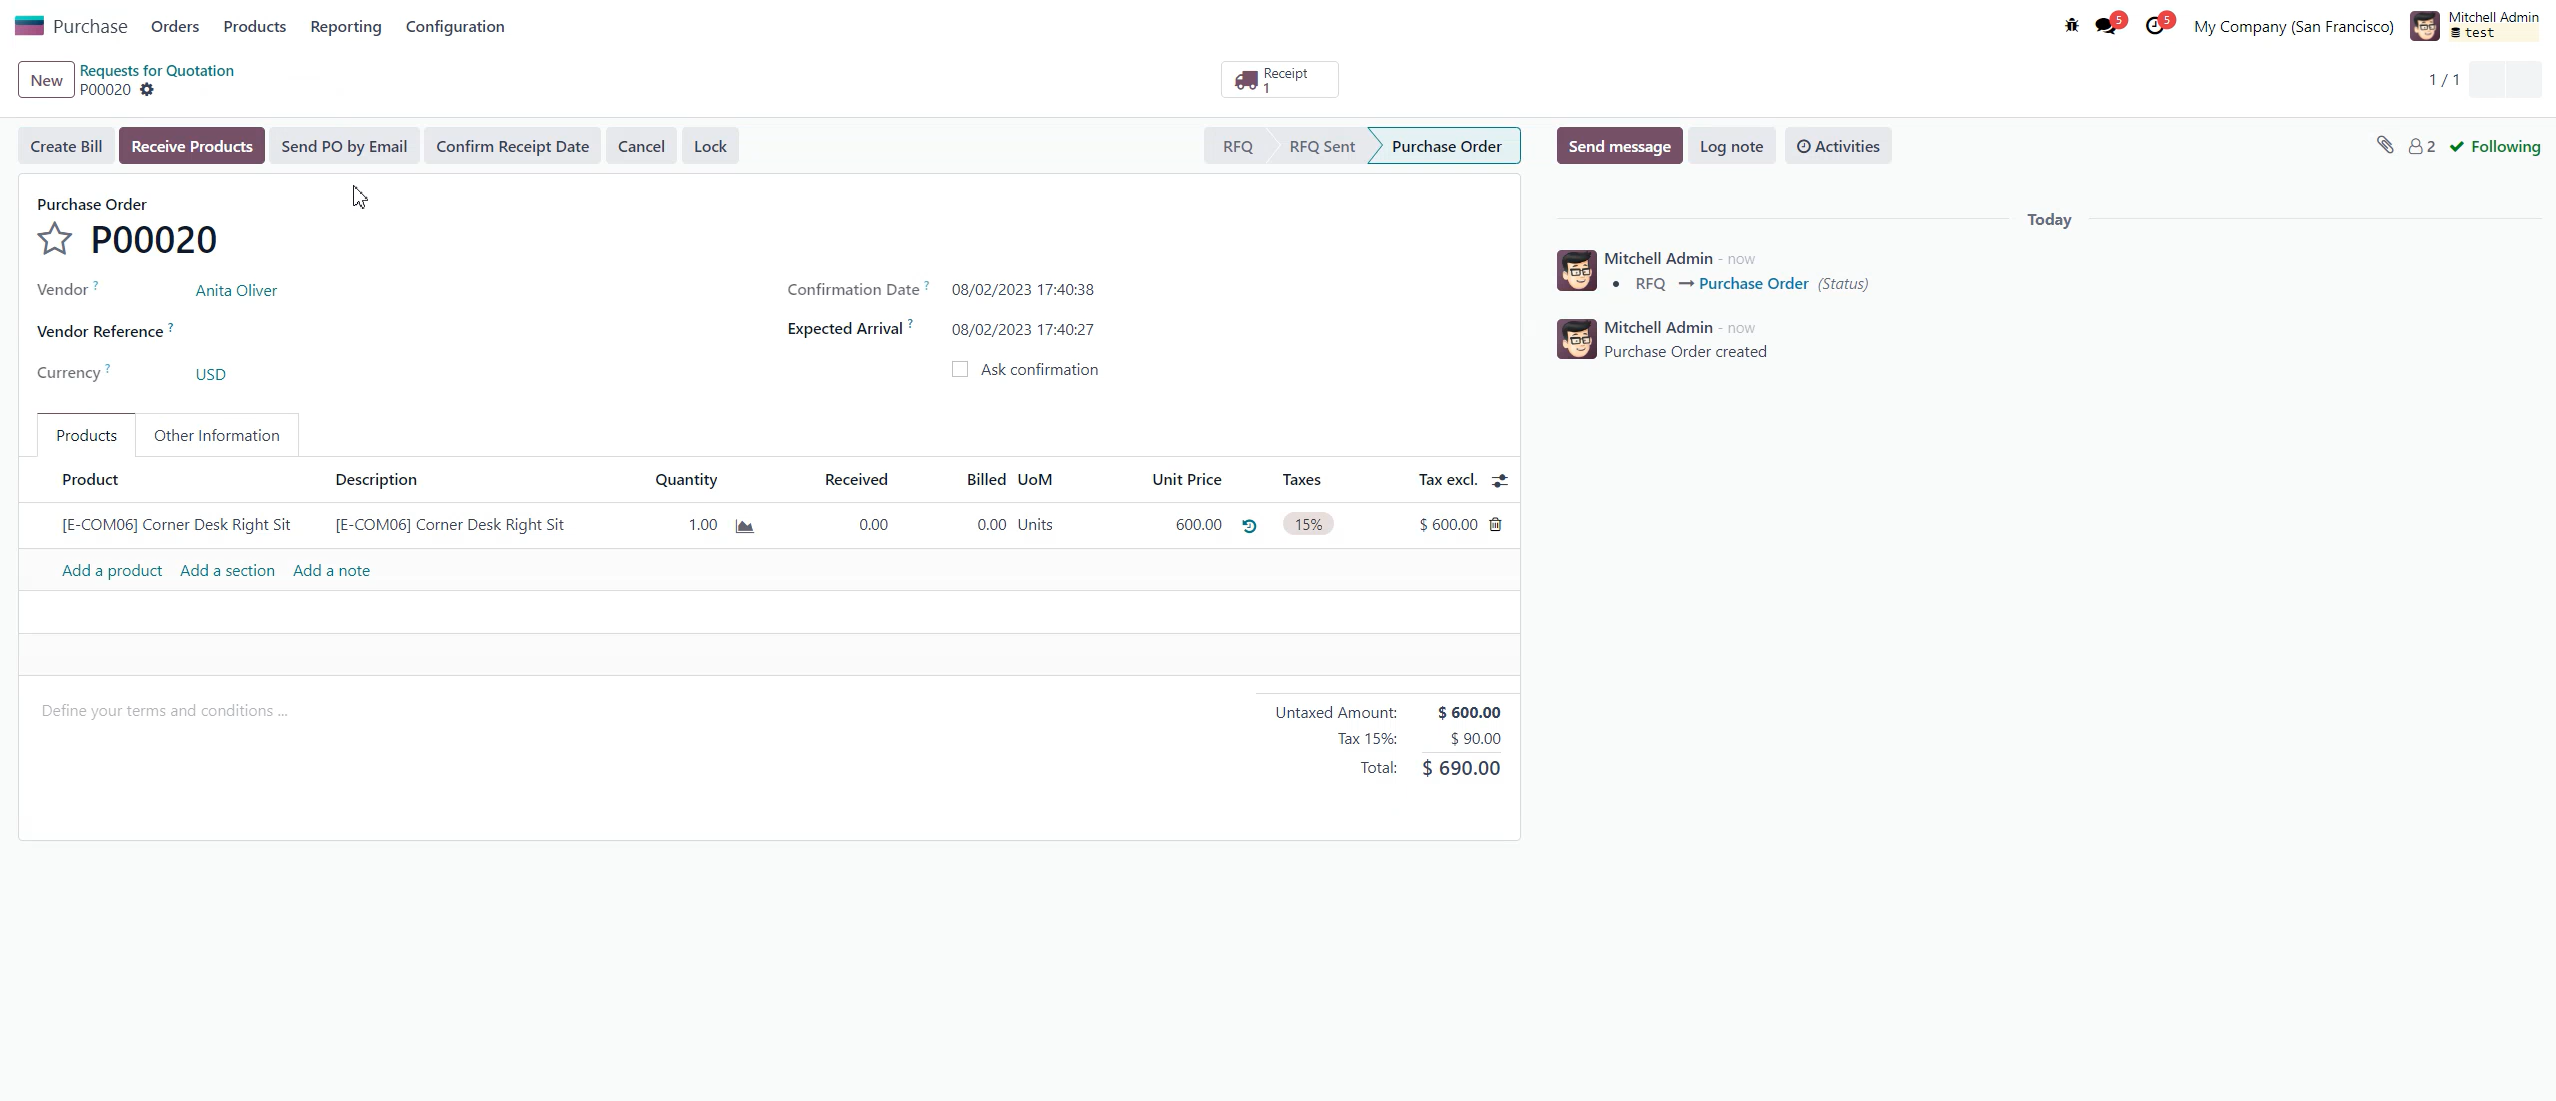 Purchase Orders Products Reporting Configuration 5 5 My Company (San Francisco) Mitchell Admin
test
New Requests for Quotation
P00020
Receipt
1
1 / 1
Create Bill Receive Products Send PO by Email Confirm Receipt Date Cancel Lock RFQ RFQ Sent Purchase Order Send message Log note Activities 2 Following
Purchase Order
P00020
Vendor ? Anita Oliver
Vendor Reference ?
Currency ? USD
Confirmation Date ? 08/02/2023 17:40:38
Expected Arrival ? 08/02/2023 17:40:27
Ask confirmation
Products Other Information
Product Description Quantity Received Billed UoM Unit Price Taxes Tax excl.
[E-COM06] Corner Desk Right Sit [E-COM06] Corner Desk Right Sit 1.00 0.00 0.00 Units 600.00 15% $ 600.00
Add a product Add a section Add a note
Define your terms and conditions ...
Untaxed Amount: $ 600.00
Tax 15%: $ 90.00
Total: $ 690.00
Today
Mitchell Admin - now
• RFQ → Purchase Order (Status)
Mitchell Admin - now
Purchase Order created